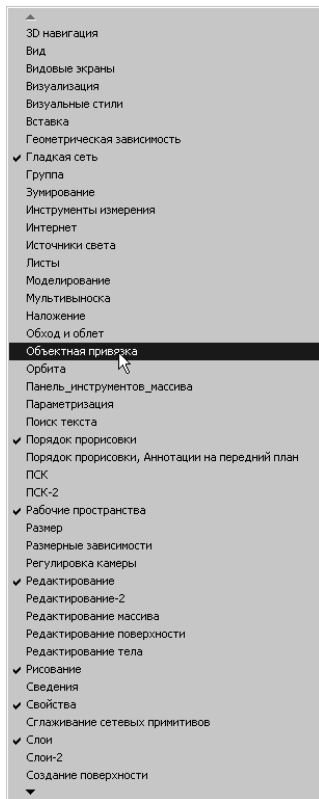 3D навигация
Вид
Видовые экраны
Визуализация
Визуальные стили
Вставка
Геометрическая зависимость
Гладкая сеть
Группа
Зумирование
Инструменты измерения
Интернет
Источники света
Листы
Моделирование
Мультивыноска
Наложение
Обход и облет
Объектная привязка
Орбита
Панель_инструментов_массива
Параметризация
Поиск текста
Порядок прорисовки
Порядок прорисовки, Аннотации на передний план
ПСК
ПСК-2
Рабочие пространства
Размер
Размерные зависимости
Регулировка камеры
Редактирование
Редактирование-2
Редактирование массива
Редактирование поверхности
Редактирование тела
Рисование
Сведения
Свойства
Сглаживание сетевых примитивов
Слои
Слои-2
Создание поверхности